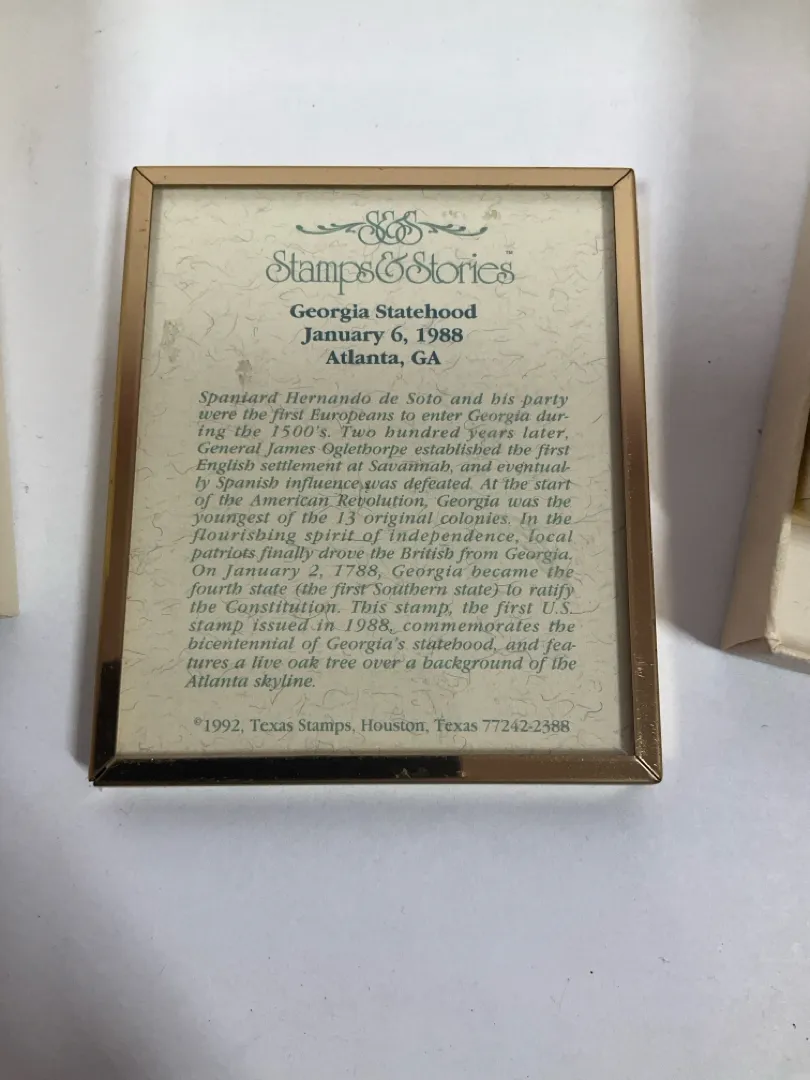 S&S
Stamps&Stories™
Georgia Statehood
January 6, 1988
Atlanta, GA
Spaniard Hernando de Soto and his party
were the first Europeans to enter Georgia dur-
ing the 1500's. Two hundred years later,
General James Oglethorpe established the first
English settlement at Savannah, and eventual-
ly Spanish influence was defeated. At the start
of the American Revolution, Georgia was the
youngest of the 13 original colonies. In the
flourishing spirit of independence, local
patriots finally drove the British from Georgia.
On January 2, 1788, Georgia became the
fourth state (the first Southern state) to ratify
the Constitution. This stamp, the first U.S.
stamp issued in 1988, commemorates the
bicentennial of Georgia's statehood, and fea-
tures a live oak tree over a background of the
Atlanta skyline.
©1992, Texas Stamps, Houston, Texas 77242-2388